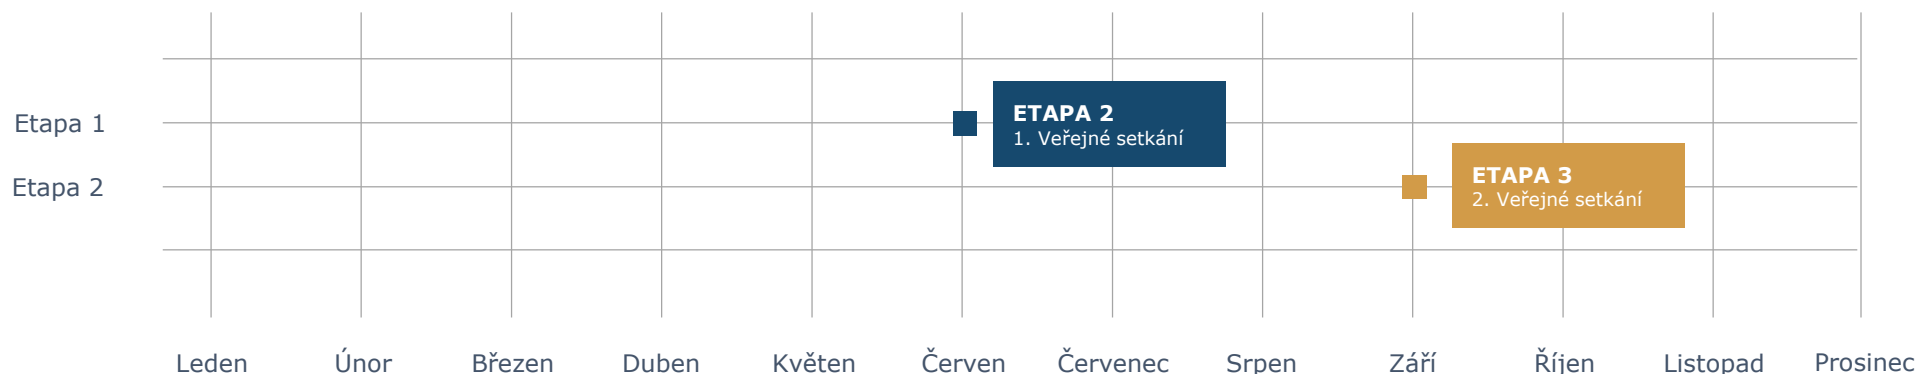 ETAPA 2
Etapa 1
1. Veřejné setkání
ETAPA 3
Etapa 2
2. Veřejné setkání
Leden Únor Březen Duben Květen Červen Červenec Srpen Září Říjen Listopad Prosinec